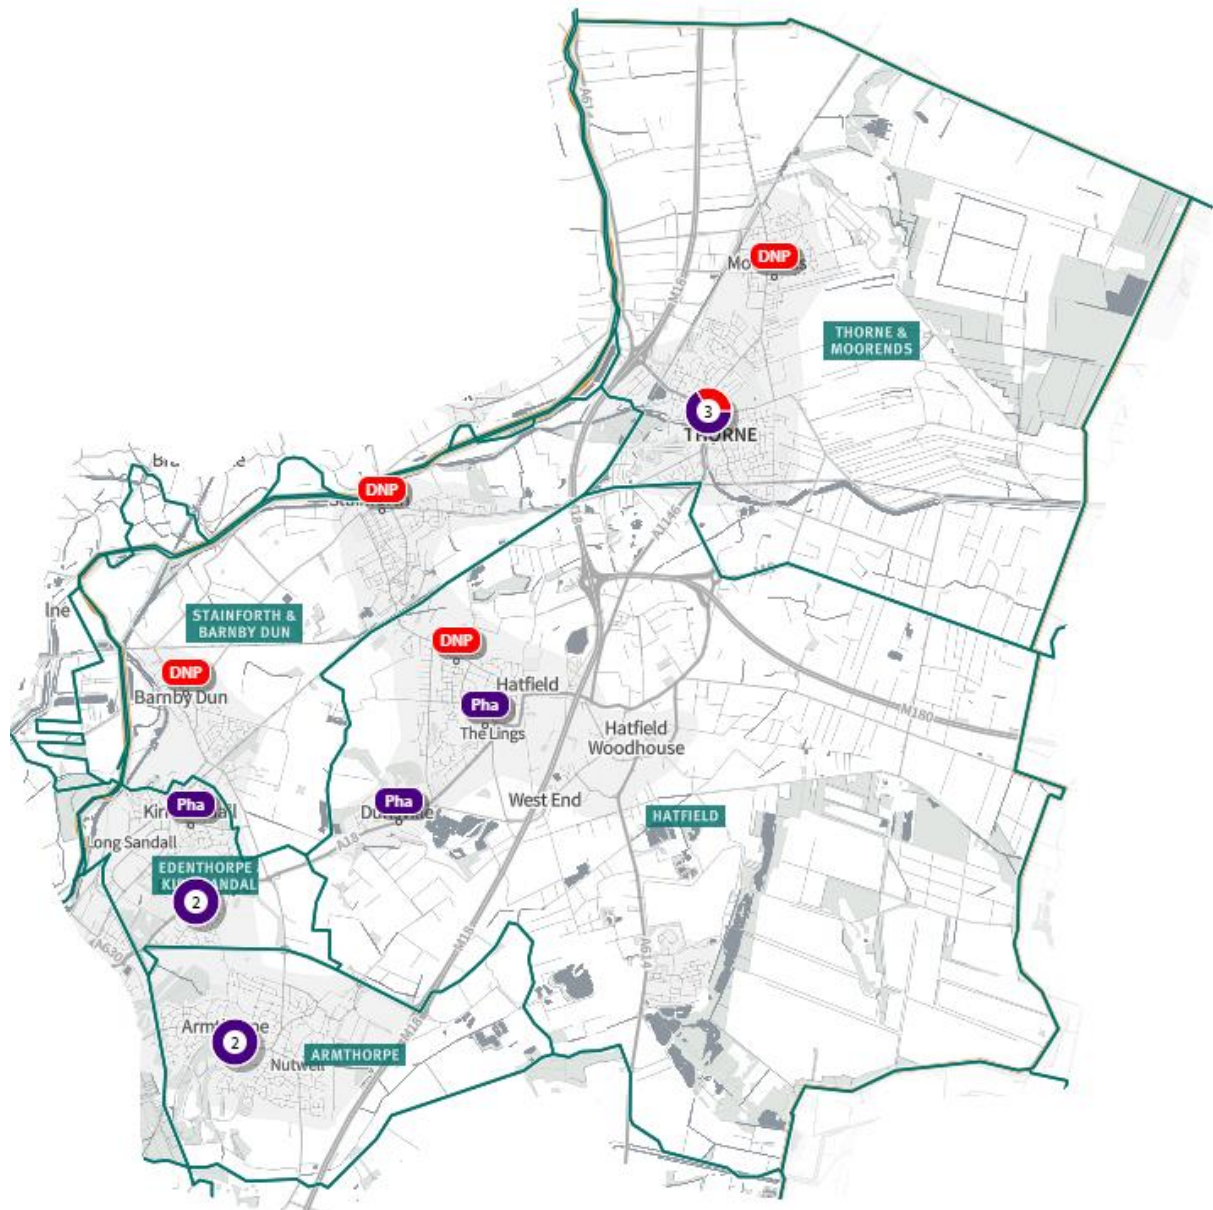 A614
DNP
M18
THORNE &
MOORENDS
3
THORNE
DNP
A1146
Ine
STAINFORTH &
BARNBY DUN
DNP
DNP
Barnby Dun
Hatfield
Pha
The Lings
Hatfield
Woodhouse
M180
Pha
Pha
West End
HATFIELD
Long Sandall
A18
EDENTHORPE
2
M18
A630
A614
2
M18
Nutwell
ARMTHORPE